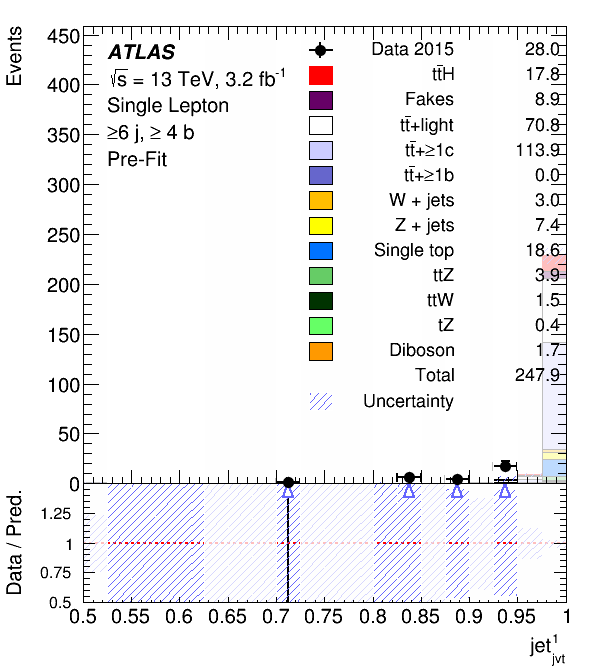 Events
450
400
350
300
250
200
150
100
50
0
ATLAS
√s = 13 TeV, 3.2 fb⁻¹
Single Lepton
≥6 j, ≥ 4 b
Pre-Fit
Data 2015 28.0
tt̄H 17.8
Fakes 8.9
tt̄+light 70.8
tt̄+≥1c 113.9
tt̄+≥1b 0.0
W + jets 3.0
Z + jets 7.4
Single top 18.6
ttZ 3.9
ttW 1.5
tZ 0.4
Diboson 1.7
Total 247.9
Uncertainty
Data / Pred.
1.25
1
0.75
0.5
0.5 0.55 0.6 0.65 0.7 0.75 0.8 0.85 0.9 0.95 1
jet¹jvt